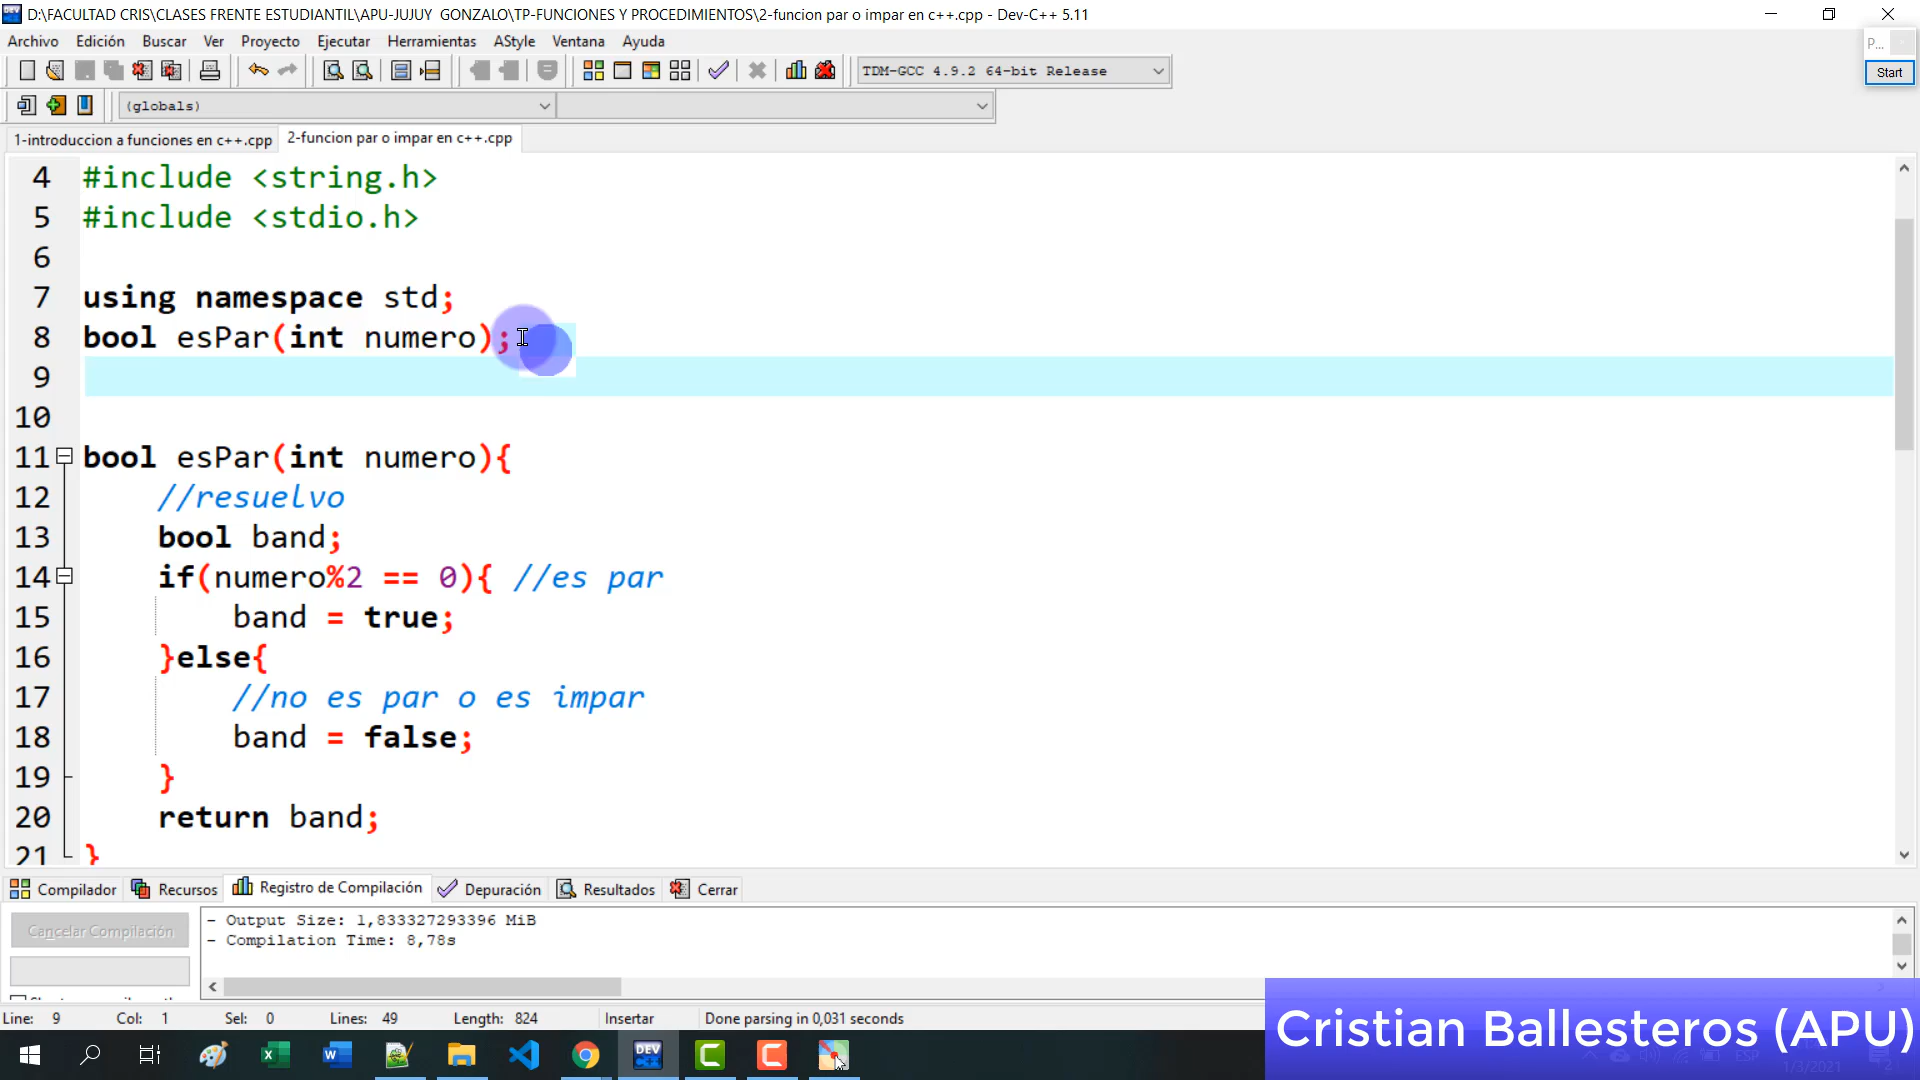 D:\FACULTAD CRIS\CLASES FRENTE ESTUDIANTIL\APU-JUJUY  GONZALO\TP-FUNCIONES Y PROCEDIMIENTOS\2-funcion par o impar en c++.cpp - Dev-C++ 5.11
Archivo Edición Buscar Ver Proyecto Ejecutar Herramientas AStyle Ventana Ayuda
P...
Start
TDM-GCC 4.9.2 64-bit Release
(globals)
1-introduccion a funciones en c++.cpp 2-funcion par o impar en c++.cpp
4 #include <string.h>
5 #include <stdio.h>
6
7 using namespace std;
8 bool esPar(int numero);
9
10
11 bool esPar(int numero){
12 //resuelvo
13 bool band;
14 if(numero%2 == 0){ //es par
15 band = true;
16 }else{
17 //no es par o es impar
18 band = false;
19 }
20 return band;
21 }
Compilador Recursos Registro de Compilación Depuración Resultados Cerrar
Cancelar Compilación
- Output Size: 1,833327293396 MiB
- Compilation Time: 8,78s
Line: 9 Col: 1 Sel: 0 Lines: 49 Length: 824 Insertar Done parsing in 0,031 seconds
Cristian Ballesteros (APU)
DEV
ESP
1/3/2021